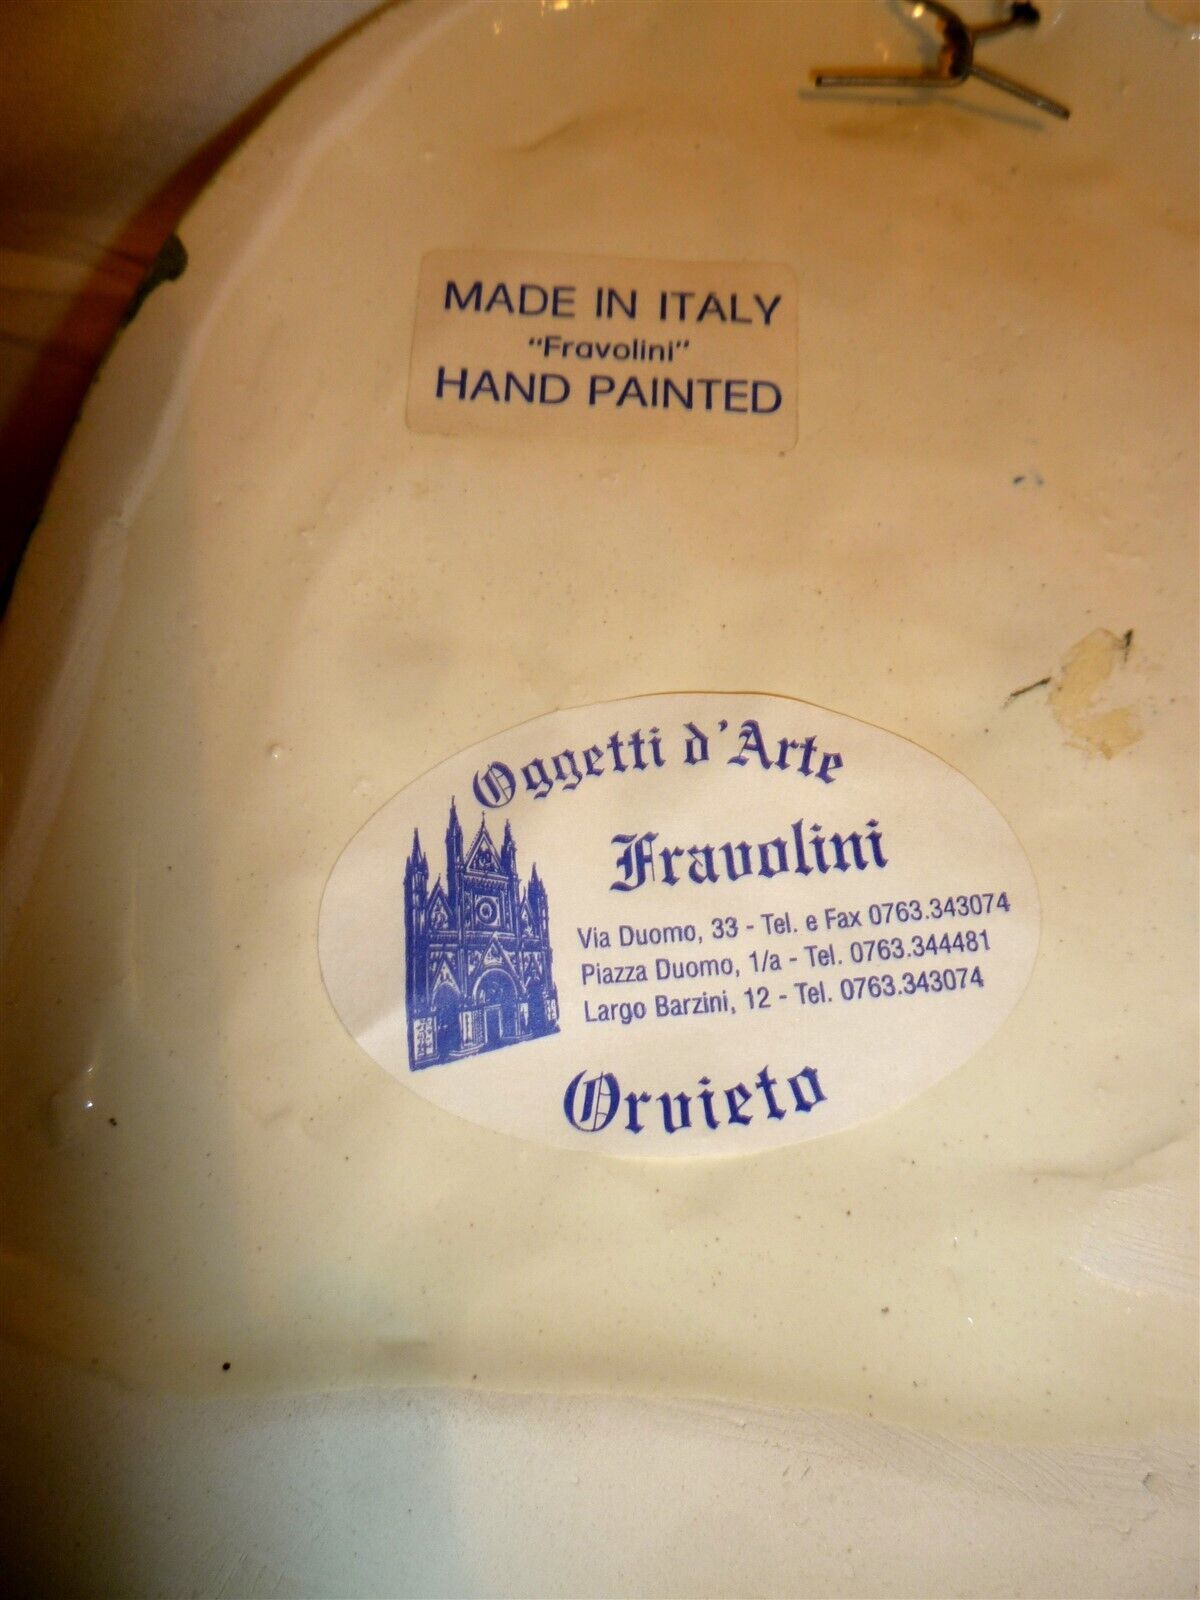 MADE IN ITALY
"Fravolini"
HAND PAINTED
Oggetti d'Arte
Fravolini
Via Duomo, 33 - Tel. e Fax 0763.343074
Piazza Duomo, 1/a - Tel. 0763.344481
Largo Barzini, 12 - Tel. 0763.343074
Orvieto